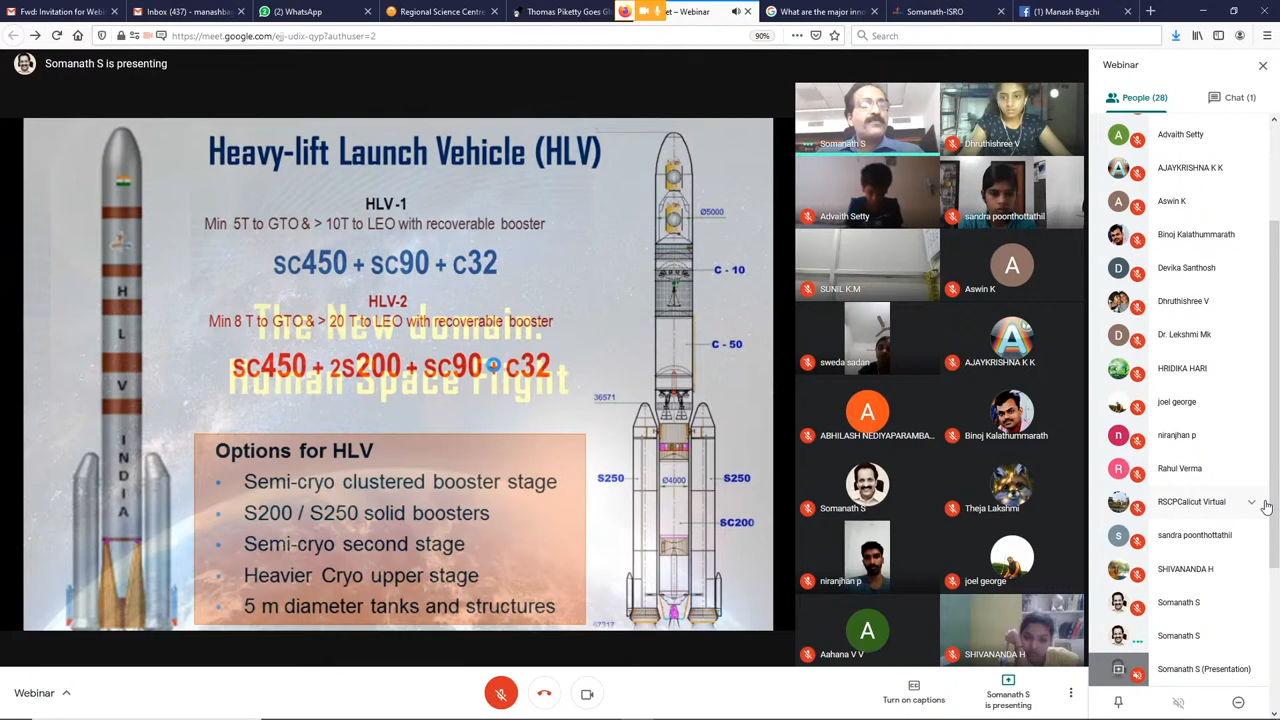 Fwd: Invitation for Web
Inbox (437) - manashba
(2) WhatsApp
Regional Science Centre
Thomas Piketty Goes Gl
et – Webinar
What are the major inno
Somanath-ISRO
Manash Bagchi
https://meet.google.com/ejj-udix-qyp?authuser=2
90%
Search
Somanath S is presenting
Heavy-lift Launch Vehicle (HLV)
HLV -1
Min 5T to GTO & > 10T to LEO with recoverable booster
SC450 + SC90 + C32
HLV-2
Min 8 T to GTO & > 20 T to LEO with recoverable booster
The New Domain:
SC450 + 2S200 + SC90 + C32
Human Space Flight
Options for HLV
• Semi-cryo clustered booster stage
• S200 / S250 solid boosters
• Semi-cryo second stage
• Heavier Cryo upper stage
• 5 m diameter tanks and structures
H
L
V
I
N
D
I
A
Ø5000
C - 10
C - 50
36571
S250
Ø4000
S250
SC200
Somanath S
Dhruthishree V
Advaith Setty
sandra poonthottathil
SUNIL K.M
A
Aswin K
sweda sadan
AJAYKRISHNA K K
A
ABHILASH NEDIYAPARAMBA...
Binoj Kalathummarath
Somanath S
Theja Lakshmi
niranjhan p
joel george
A
Aahana V V
SHIVANANDA H
Webinar
People (28)
Chat (1)
A
Advaith Setty
AJAYKRISHNA K K
A
Aswin K
Binoj Kalathummarath
D
Devika Santhosh
Dhruthishree V
D
Dr. Lekshmi Mk
HRIDIKA HARI
joel george
n
niranjhan p
R
Rahul Verma
RSCPCalicut Virtual
s
sandra poonthottathil
SHIVANANDA H
Somanath S
Somanath S
Somanath S (Presentation)
Webinar
Turn on captions
Somanath S
is presenting